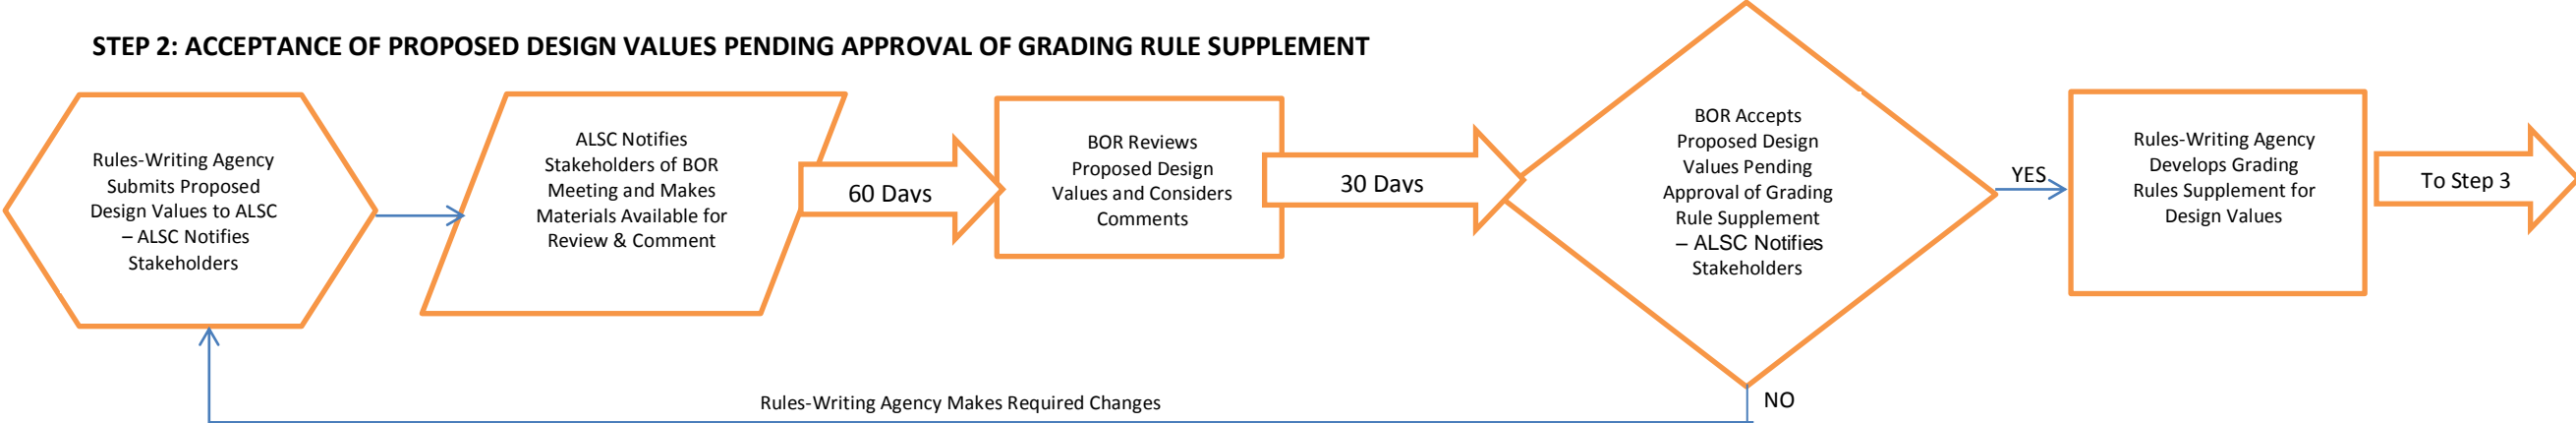 STEP 2: ACCEPTANCE OF PROPOSED DESIGN VALUES PENDING APPROVAL OF GRADING RULE SUPPLEMENT
Rules-Writing Agency
Submits Proposed
Design Values to ALSC
– ALSC Notifies
Stakeholders
ALSC Notifies
Stakeholders of BOR
Meeting and Makes
Materials Available for
Review & Comment
60 Days
BOR Reviews
Proposed Design
Values and Considers
Comments
30 Days
BOR Accepts
Proposed Design
Values Pending
Approval of Grading
Rule Supplement
– ALSC Notifies
Stakeholders
YES
Rules-Writing Agency
Develops Grading
Rules Supplement for
Design Values
To Step 3
NO
Rules-Writing Agency Makes Required Changes